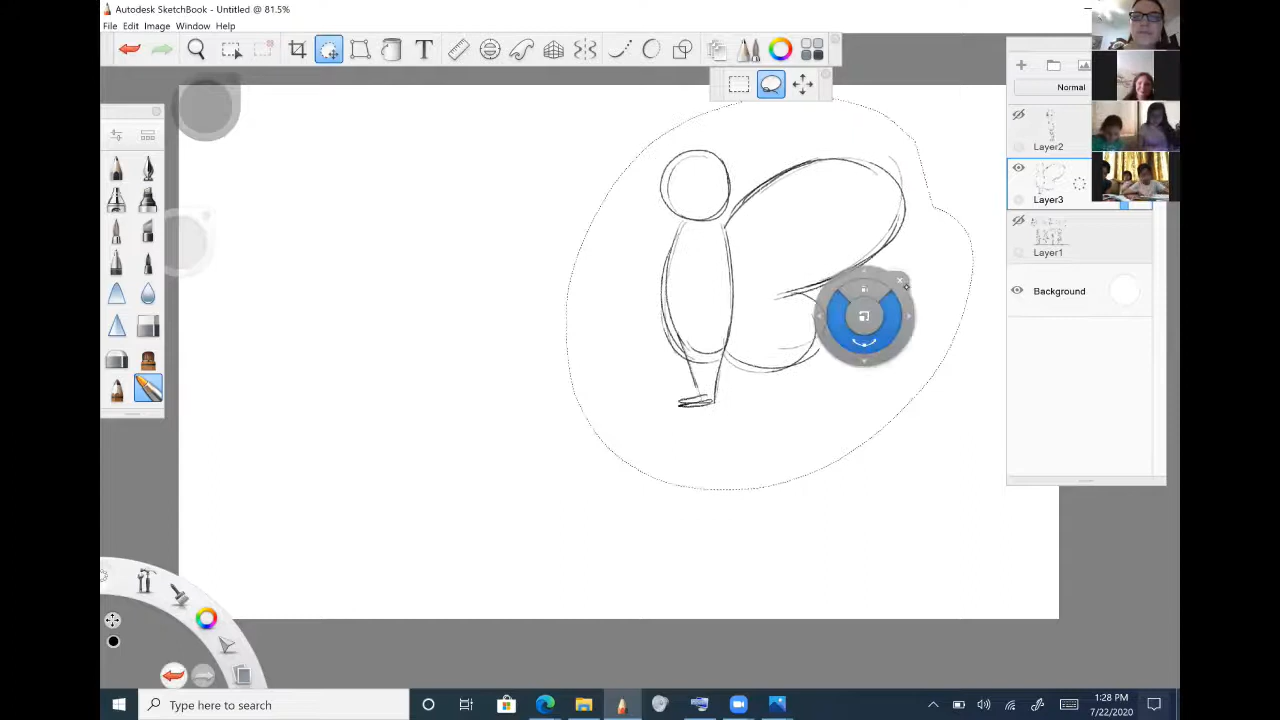 Autodesk SketchBook - Untitled @ 81.5%
File Edit Image Window Help
T
Normal
Layer2
Layer3
Layer1
Background
Type here to search
1:28 PM
7/22/2020